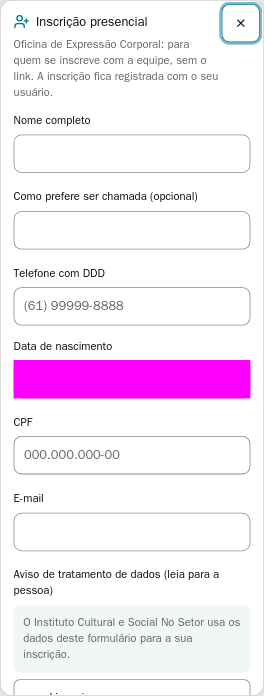 Inscrição presencial
Oficina de Expressão Corporal: para
quem se inscreve com a equipe, sem o
link. A inscrição fica registrada com o seu
usuário.
Nome completo
Como prefere ser chamada (opcional)
Telefone com DDD
(61) 99999-8888
Data de nascimento
CPF
000.000.000-00
E-mail
Aviso de tratamento de dados (leia para a
pessoa)
O Instituto Cultural e Social No Setor usa os
dados deste formulário para a sua
inscrição.